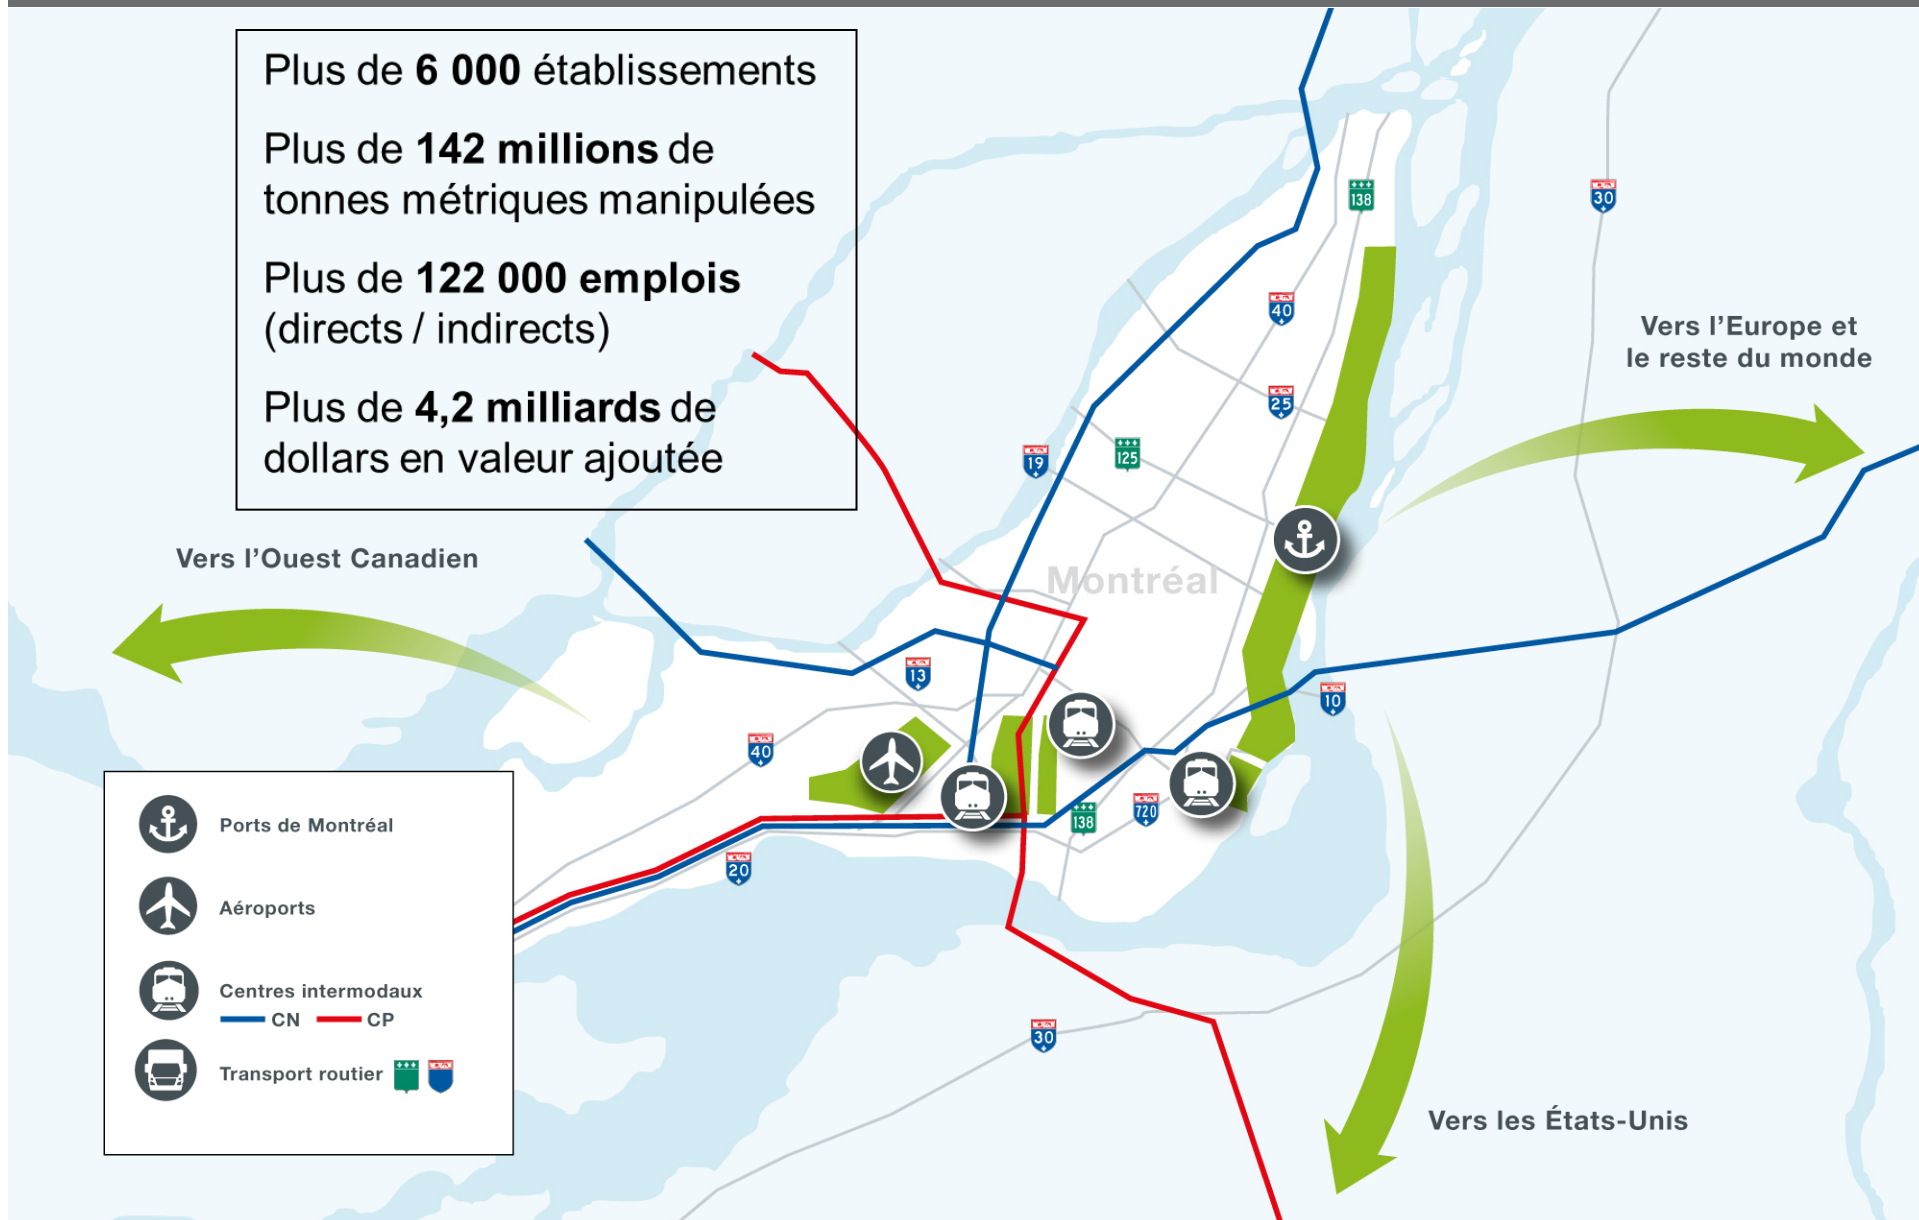 Plus de 6 000 établissements
Plus de 142 millions de
tonnes métriques manipulées
Plus de 122 000 emplois
(directs / indirects)
Plus de 4,2 milliards de
dollars en valeur ajoutée
138
30
40
Vers l'Europe et
le reste du monde
25
19
125
Vers l'Ouest Canadien
Montréal
13
10
40
720
138
20
Ports de Montréal
Aéroports
Centres intermodaux
CN CP
Transport routier
30
Vers les États-Unis